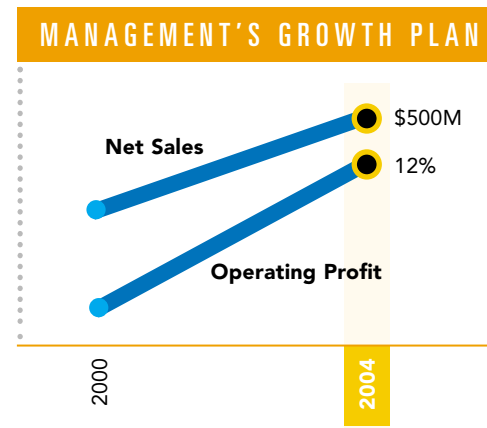 MANAGEMENT'S GROWTH PLAN
$500M
Net Sales
12%
Operating Profit
2000
2004